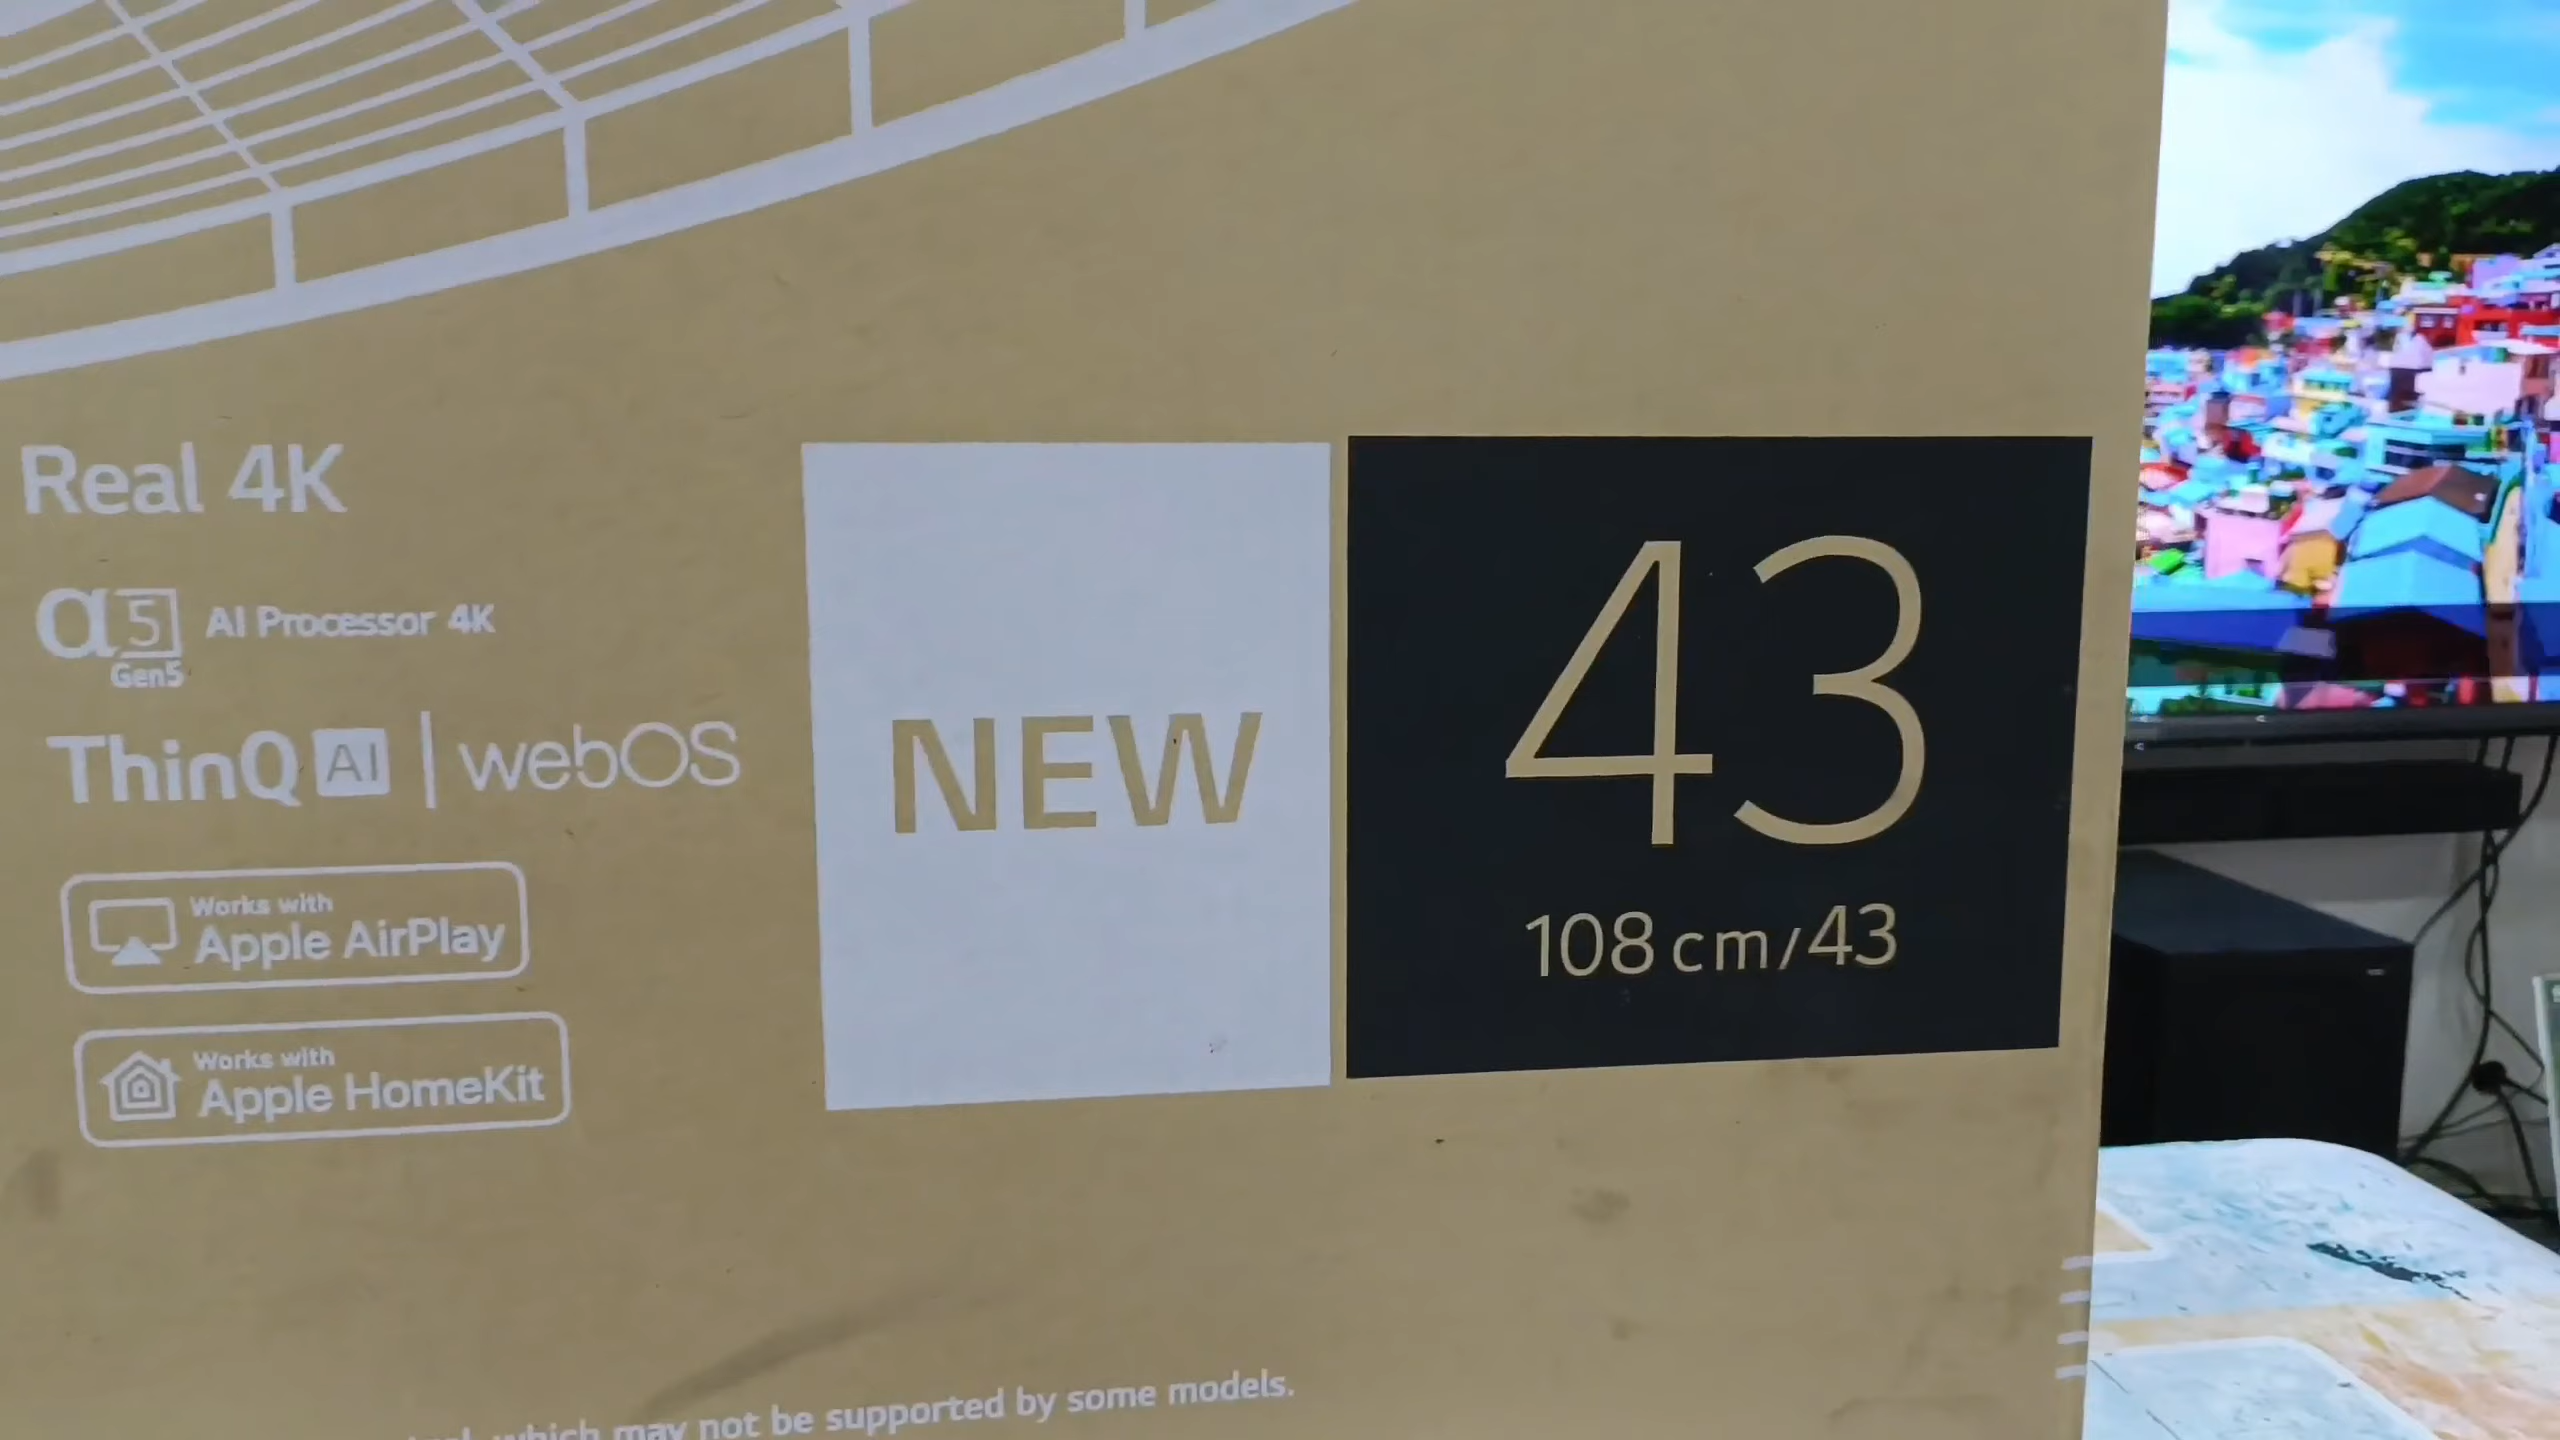 Real 4K
α5 AI Processor 4K
Gen5
ThinQ AI | webOS
Works with
Apple AirPlay
Works with
Apple HomeKit
NEW
43
108 cm/43
which may not be supported by some models.